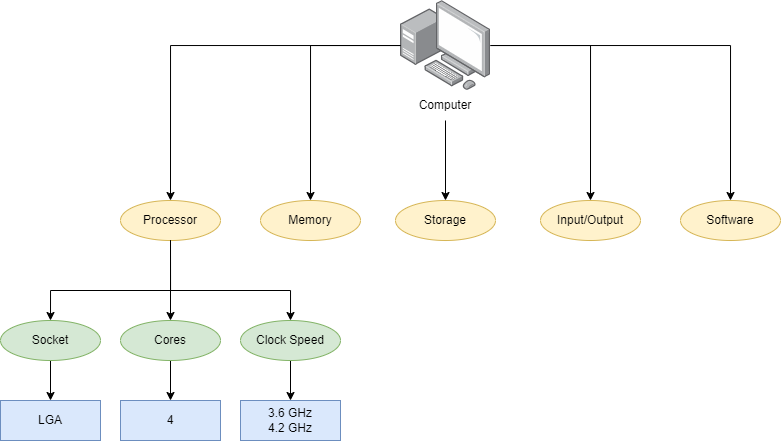 Computer
Processor
Memory
Storage
Input/Output
Software
Socket
Cores
Clock Speed
LGA
4
3.6 GHz
4.2 GHz